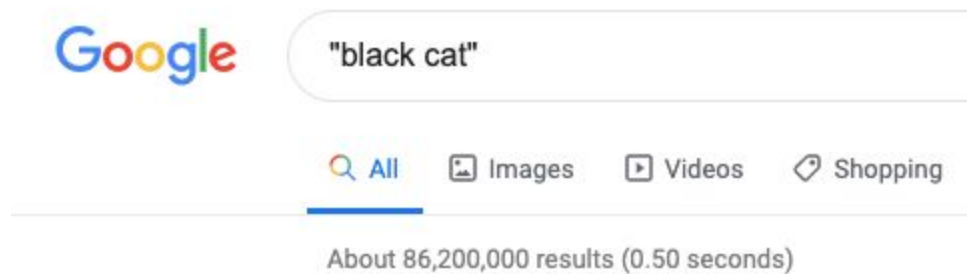 Google "black cat"
All Images Videos Shopping
About 86,200,000 results (0.50 seconds)